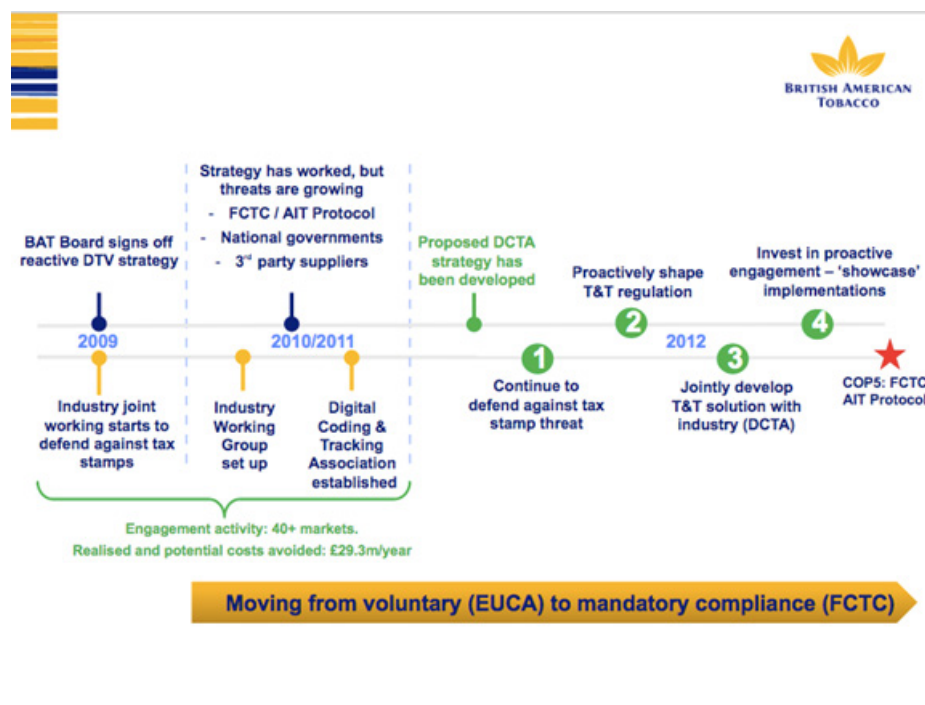 BRITISH AMERICAN
TOBACCO
BAT Board signs off
reactive DTV strategy
Strategy has worked, but
threats are growing
- FCTC / AIT Protocol
- National governments
- 3rd party suppliers
Proposed DCTA
strategy has
been developed
Proactively shape
T&T regulation
Invest in proactive
engagement – ‘showcase’
implementations
2
4
2009
2010/2011
2012
1
3
Industry joint
working starts to
defend against tax
stamps
Industry
Working
Group
set up
Digital
Coding &
Tracking
Association
established
Continue to
defend against tax
stamp threat
Jointly develop
T&T solution with
industry (DCTA)
COP5: FCTC
AIT Protocol
Engagement activity: 40+ markets.
Realised and potential costs avoided: £29.3m/year
Moving from voluntary (EUCA) to mandatory compliance (FCTC)